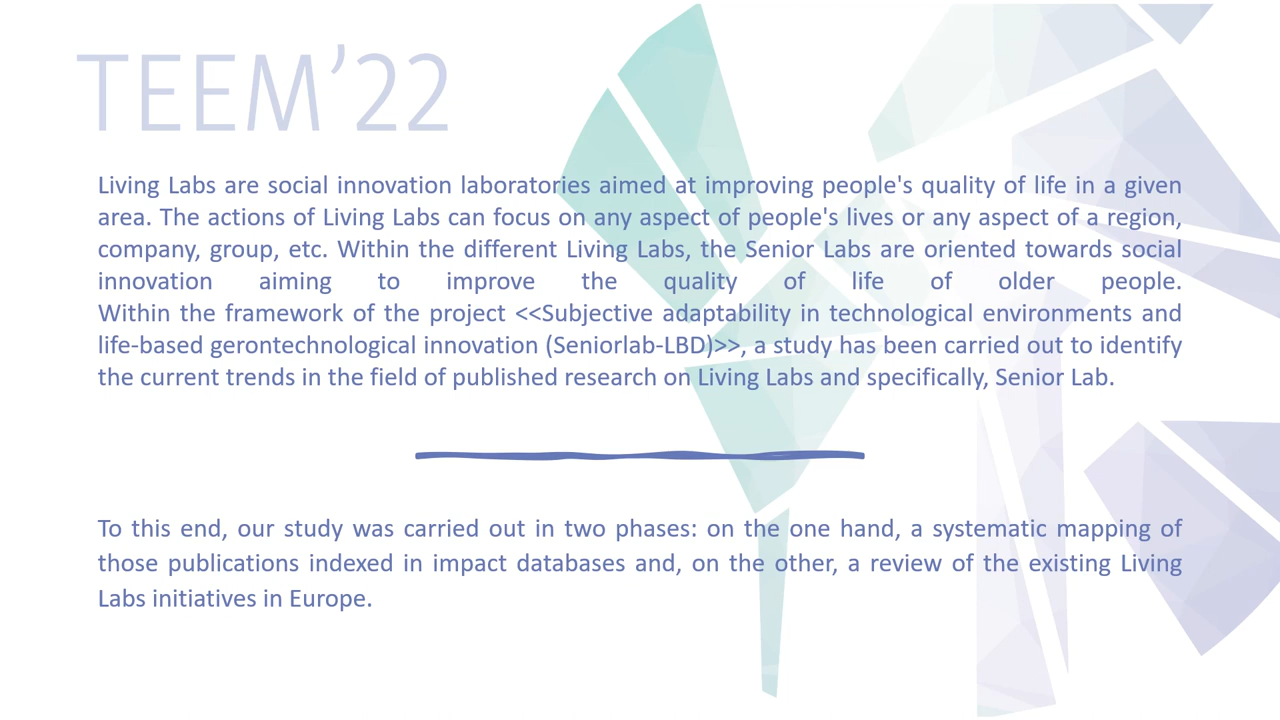 TEEM’22
Living Labs are social innovation laboratories aimed at improving people's quality of life in a given
area. The actions of Living Labs can focus on any aspect of people's lives or any aspect of a region,
company, group, etc. Within the different Living Labs, the Senior Labs are oriented towards social
innovation aiming to improve the quality of life of older people.
Within the framework of the project <<Subjective adaptability in technological environments and
life-based gerontechnological innovation (Seniorlab-LBD)>>, a study has been carried out to identify
the current trends in the field of published research on Living Labs and specifically, Senior Lab.
To this end, our study was carried out in two phases: on the one hand, a systematic mapping of
those publications indexed in impact databases and, on the other, a review of the existing Living
Labs initiatives in Europe.